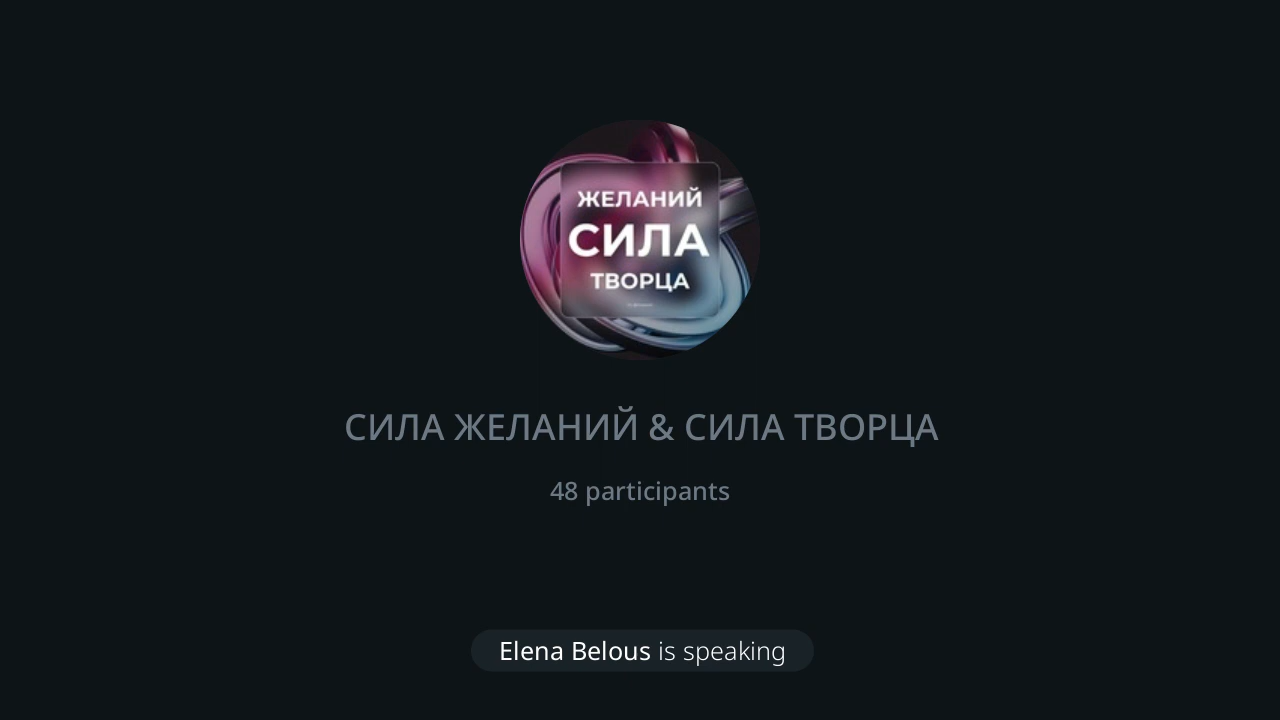 ЖЕЛАНИЙ
СИЛА
ТВОРЦА
СИЛА ЖЕЛАНИЙ & СИЛА ТВОРЦА
48 participants
Elena Belous is speaking